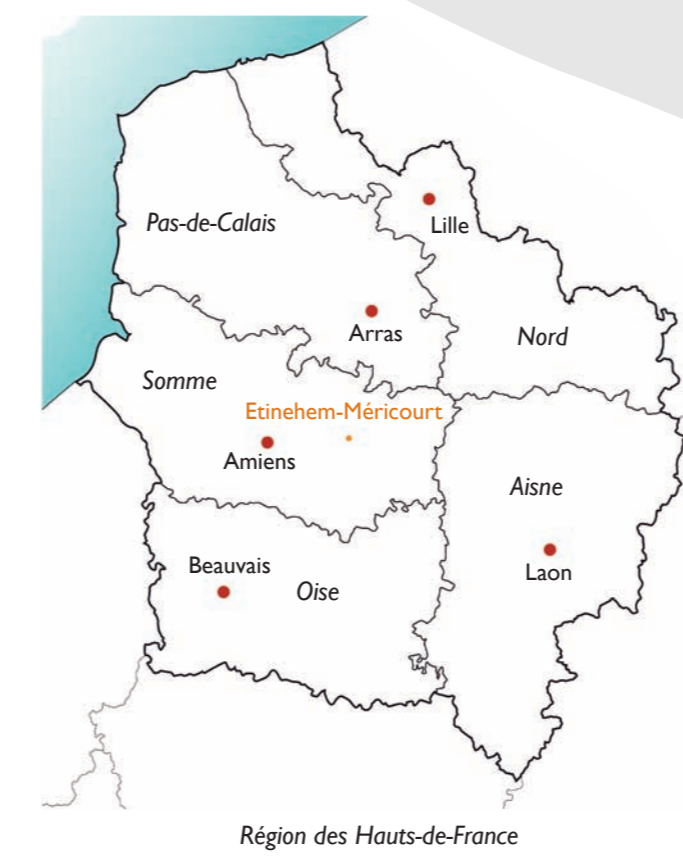 Pas-de-Calais
Lille
Arras
Nord
Somme
Etinehem-Méricourt
Amiens
Aisne
Beauvais
Oise
Laon
Région des Hauts-de-France